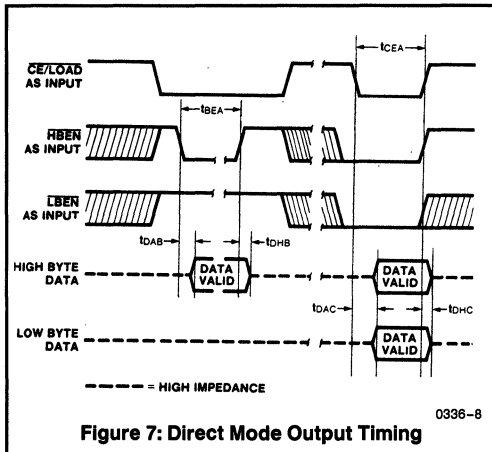 tCEA
CE/LOAD
AS INPUT
tBEA
HBEN
AS INPUT
LBEN
AS INPUT
tDAB
tDHB
HIGH BYTE
DATA
DATA
VALID
DATA
VALID
tDAC
tDHC
LOW BYTE
DATA
DATA
VALID
= HIGH IMPEDANCE
0336–8
Figure 7: Direct Mode Output Timing